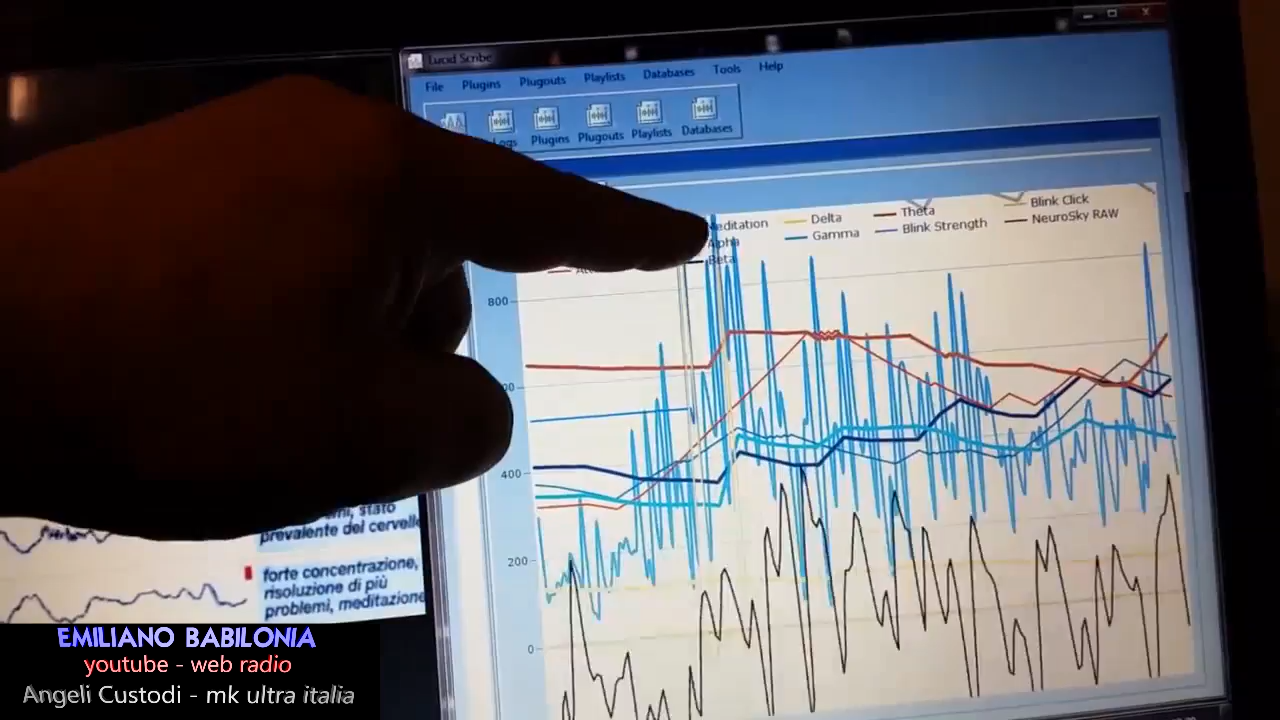 Lucid Scribe
File Plugins Plugouts Playlists Databases Tools Help
Plugins Plugouts Playlists Databases
Delta Theta Blink Click
Alpha Gamma Blink Strength NeuroSky RAW
Beta
800
400
200
0
prevalente del cervello
forte concentrazione,
risoluzione di più
problemi, meditazione
EMILIANO BABILONIA
youtube - web radio
Angeli Custodi - mk ultra italia